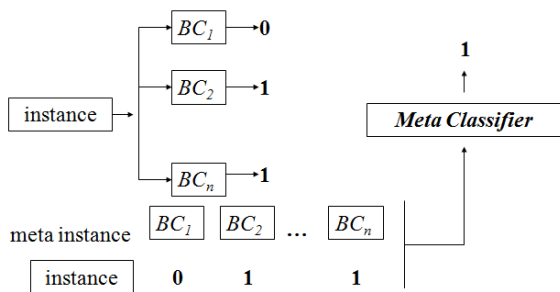 BC1 0
1
BC2 1
instance
Meta Classifier
BCn 1
meta instance BC1 BC2 ... BCn
instance 0 1 1